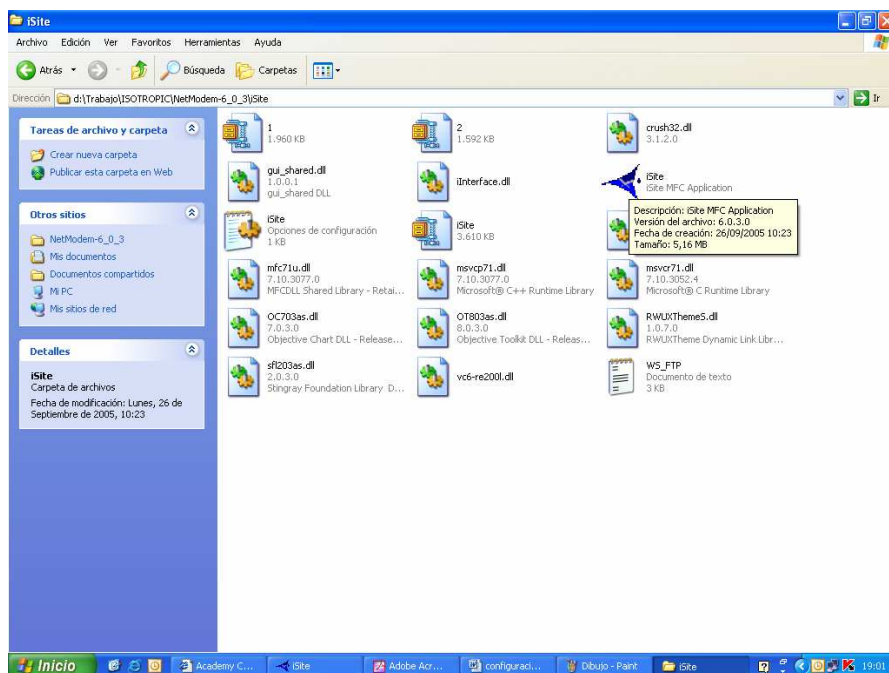 iSite
Archivo Edición Ver Favoritos Herramientas Ayuda
Atrás Búsqueda Carpetas
Dirección d:\Trabajo\ISOTROPIC\NetModem-6_0_3\iSite Ir
Tareas de archivo y carpeta
Crear nueva carpeta
Publicar esta carpeta en Web
Otros sitios
NetModem-6_0_3
Mis documentos
Documentos compartidos
Mi PC
Mis sitios de red
Detalles
iSite
Carpeta de archivos
Fecha de modificación: Lunes, 26 de
Septiembre de 2005, 10:23
1
1.960 KB
2
1.592 KB
crush32.dll
3.1.2.0
gui_shared.dll
1.0.0.1
gui_shared DLL
iInterface.dll
iSite
iSite MFC Application
iSite
Opciones de configuración
1 KB
iSite
3.610 KB
Descripción: iSite MFC Application
Versión del archivo: 6.0.3.0
Fecha de creación: 26/09/2005 10:23
Tamaño: 5,16 MB
mfc71u.dll
7.10.3077.0
MFCDLL Shared Library - Retai...
msvcp71.dll
7.10.3077.0
Microsoft® C++ Runtime Library
msvcr71.dll
7.10.3052.4
Microsoft® C Runtime Library
OC703as.dll
7.0.3.0
Objective Chart DLL - Release...
OT803as.dll
8.0.3.0
Objective Toolkit DLL - Releas...
RWUXThemeS.dll
1.0.7.0
RWUXTheme Dynamic Link Libr...
sfl203as.dll
2.0.3.0
Stingray Foundation Library D...
vc6-re200l.dll
WS_FTP
Documento de texto
3 KB
Inicio
Academy C...
iSite
Adobe Acr...
configuraci...
Dibujo - Paint
iSite
19:01